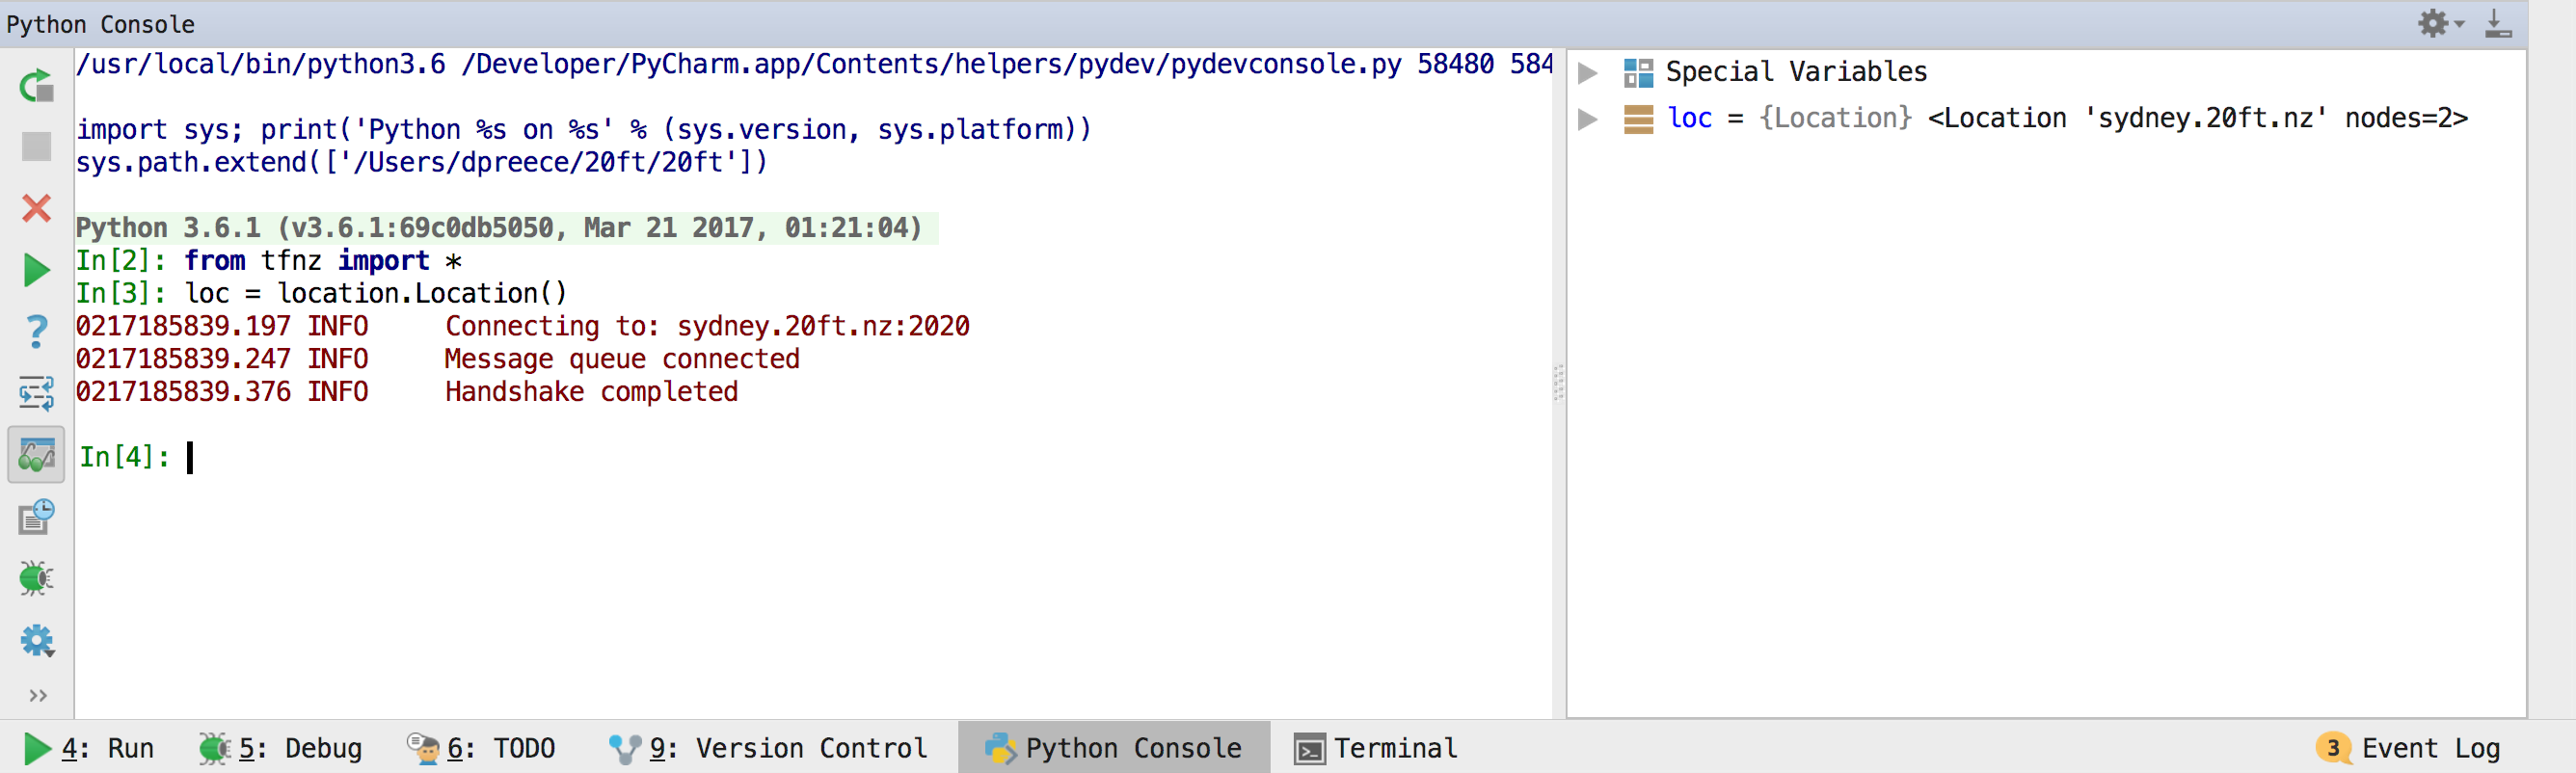 Python Console
/usr/local/bin/python3.6 /Developer/PyCharm.app/Contents/helpers/pydev/pydevconsole.py 58480 584
import sys; print('Python %s on %s' % (sys.version, sys.platform))
sys.path.extend(['/Users/dpreece/20ft/20ft'])
Python 3.6.1 (v3.6.1:69c0db5050, Mar 21 2017, 01:21:04)
In[2]: from tfnz import *
In[3]: loc = location.Location()
0217185839.197 INFO     Connecting to: sydney.20ft.nz:2020
0217185839.247 INFO     Message queue connected
0217185839.376 INFO     Handshake completed
In[4]:
Special Variables
loc = {Location} <Location 'sydney.20ft.nz' nodes=2>
4: Run
5: Debug
6: TODO
9: Version Control
Python Console
Terminal
3 Event Log